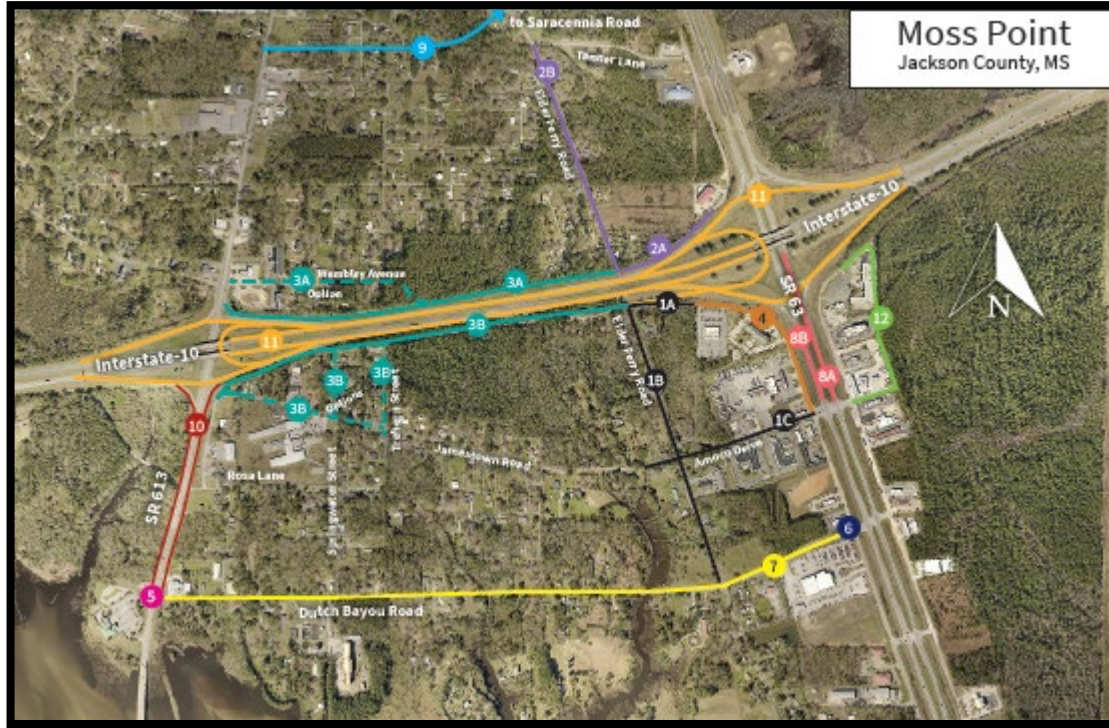 to Saracennia Road
Moss Point
Jackson County, MS
9
Tanner Lane
2B
Elder Ferry Road
11
Interstate-10
2A
3A
Wembley Avenue
Option
3A
N
1A
4
SR 63
12
3B
8B
Interstate-10
11
3B
3B
Options
3B
Elder Ferry Road
1B
8A
1C
10
Amoco Drive
Jamestown Road
Rosa Lane
SR 613
6
7
5
Dutch Bayou Road